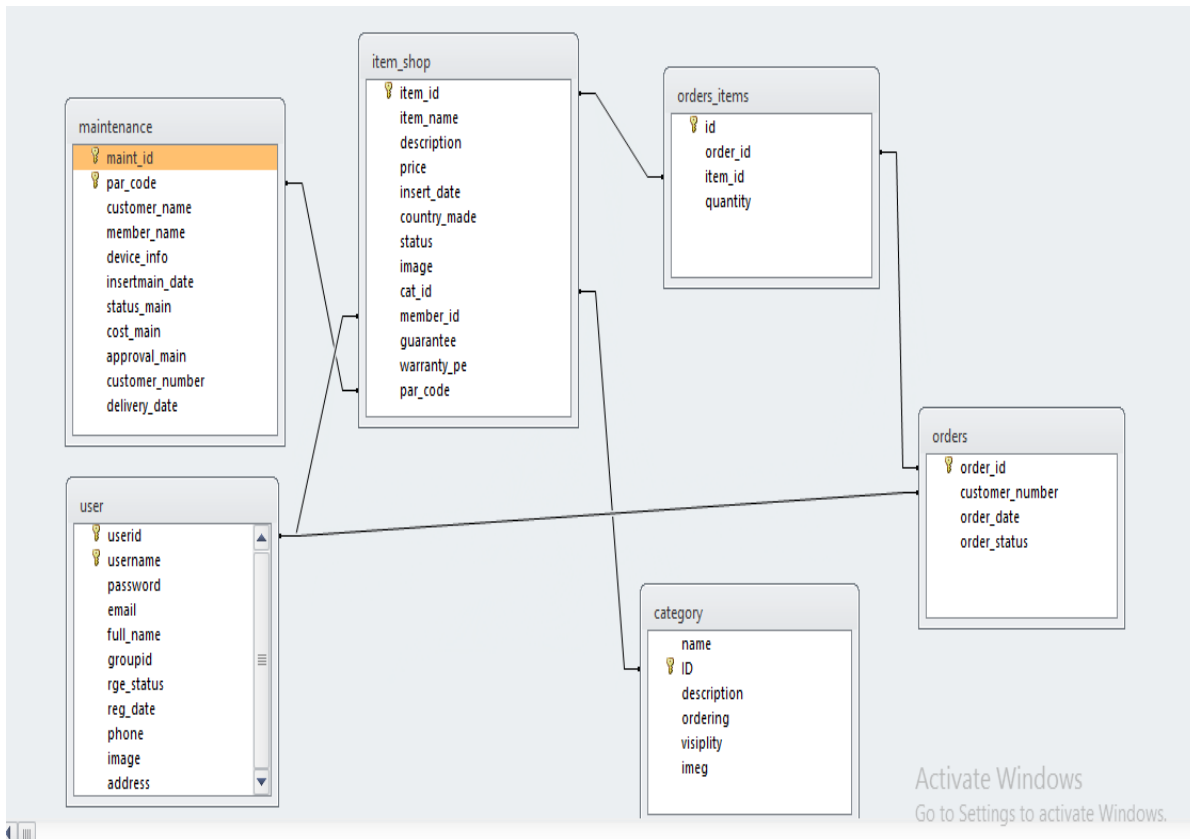 maintenance
maint_id
par_code
customer_name
member_name
device_info
insertmain_date
status_main
cost_main
approval_main
customer_number
delivery_date
item_shop
item_id
item_name
description
price
insert_date
country_made
status
image
cat_id
member_id
guarantee
warranty_pe
par_code
orders_items
id
order_id
item_id
quantity
user
userid
username
password
email
full_name
groupid
rge_status
reg_date
phone
image
address
category
name
ID
description
ordering
visiplity
imeg
orders
order_id
customer_number
order_date
order_status
Activate Windows
Go to Settings to activate Windows.